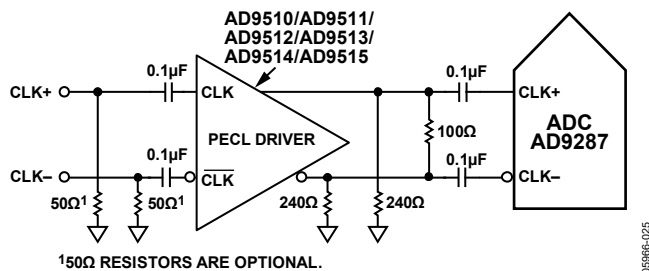 AD9510/AD9511/
AD9512/AD9513/
AD9514/AD9515
0.1µF
0.1µF
CLK+
CLK
CLK+
PECL DRIVER
100Ω
ADC
AD9287
0.1µF
0.1µF
CLK–
CLK
CLK–
50Ω1
50Ω1
240Ω
240Ω
150Ω RESISTORS ARE OPTIONAL.
05966-025